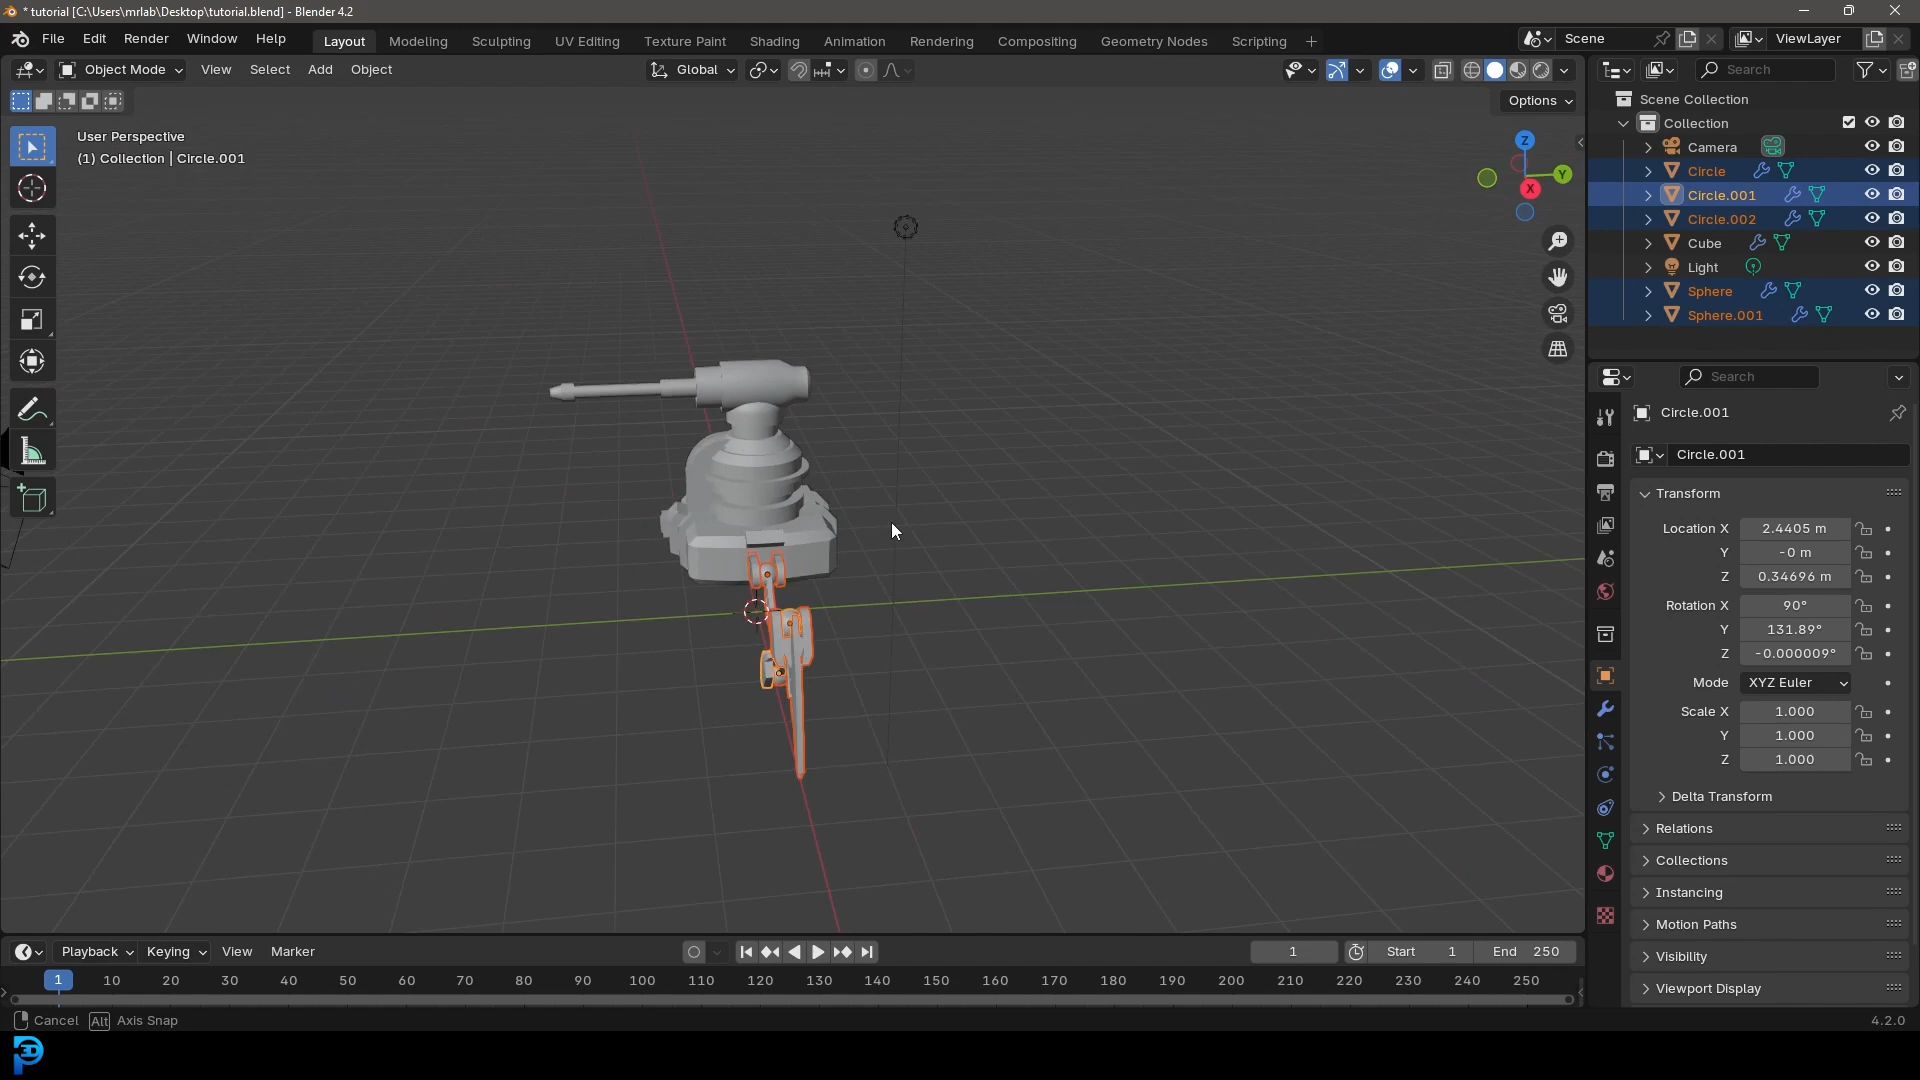 * tutorial [C:\Users\mrlab\Desktop\tutorial.blend] - Blender 4.2
File Edit Render Window Help
Layout Modeling Sculpting UV Editing Texture Paint Shading Animation Rendering Compositing Geometry Nodes Scripting +
Scene
ViewLayer
Object Mode View Select Add Object
Global
Search
Options
User Perspective
(1) Collection | Circle.001
Z
Y
X
Scene Collection
Collection
Camera
Circle
Circle.001
Circle.002
Cube
Light
Sphere
Sphere.001
Search
Circle.001
Circle.001
Transform
Location X 2.4405 m
Y -0 m
Z 0.34696 m
Rotation X 90°
Y 131.89°
Z -0.000009°
Mode XYZ Euler
Scale X 1.000
Y 1.000
Z 1.000
Delta Transform
Relations
Collections
Instancing
Motion Paths
Visibility
Viewport Display
Playback Keying View Marker
1 Start 1 End 250
1 10 20 30 40 50 60 70 80 90 100 110 120 130 140 150 160 170 180 190 200 210 220 230 240 250
Cancel Alt Axis Snap
4.2.0
3D